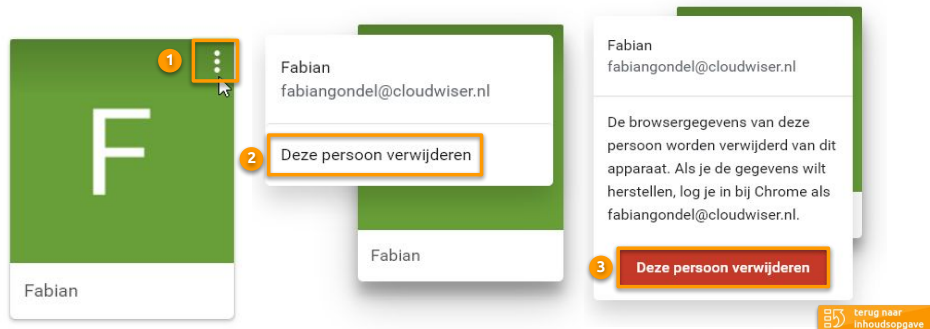 1
F
Fabian
Fabian
fabiangondel@cloudwiser.nl
2
Deze persoon verwijderen
Fabian
Fabian
fabiangondel@cloudwiser.nl
De browsergegevens van deze
persoon worden verwijderd van dit
apparaat. Als je de gegevens wilt
herstellen, log je in bij Chrome als
fabiangondel@cloudwiser.nl.
3
Deze persoon verwijderen
terug naar
inhoudsopgave